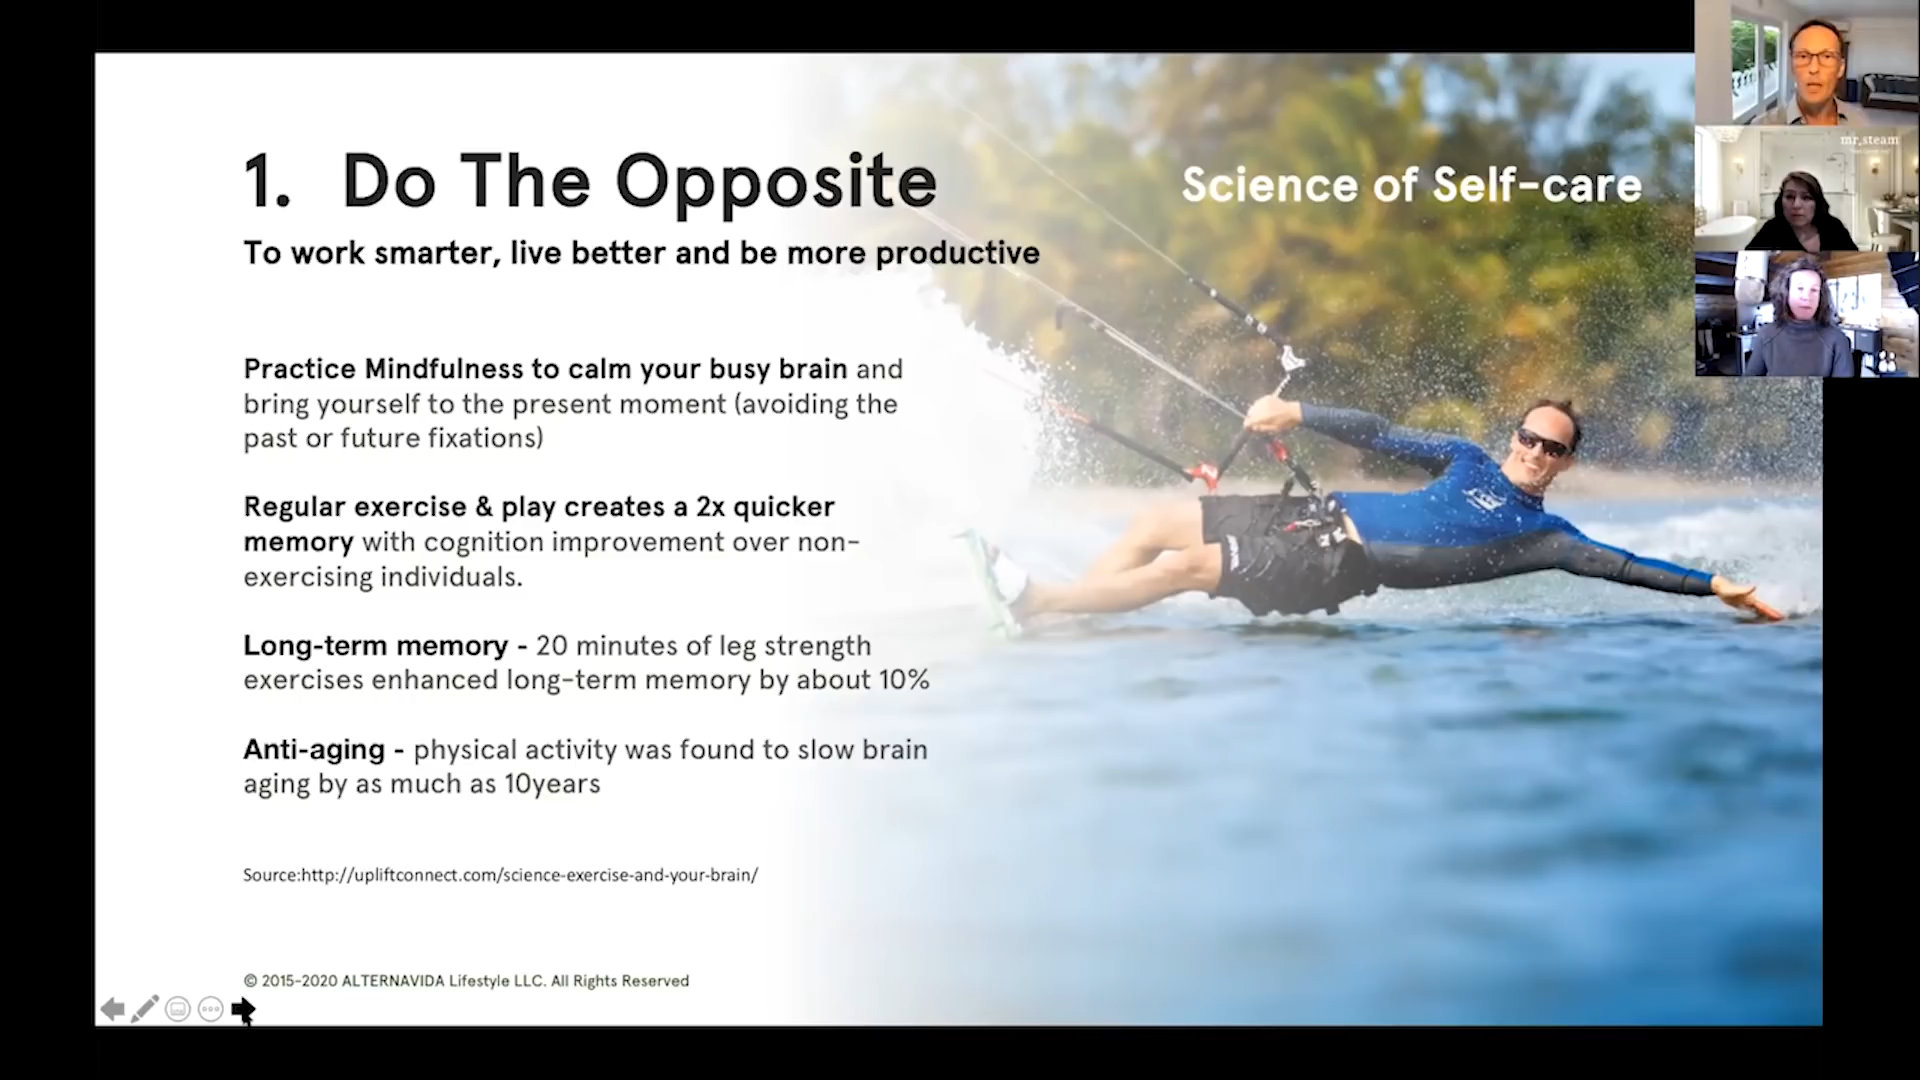 1. Do The Opposite
Science of Self-care
To work smarter, live better and be more productive
Practice Mindfulness to calm your busy brain and
bring yourself to the present moment (avoiding the
past or future fixations)
Regular exercise & play creates a 2x quicker
memory with cognition improvement over non-
exercising individuals.
Long-term memory - 20 minutes of leg strength
exercises enhanced long-term memory by about 10%
Anti-aging - physical activity was found to slow brain
aging by as much as 10years
Source:http://upliftconnect.com/science-exercise-and-your-brain/
© 2015-2020 ALTERNAVIDA Lifestyle LLC. All Rights Reserved
mr.steam